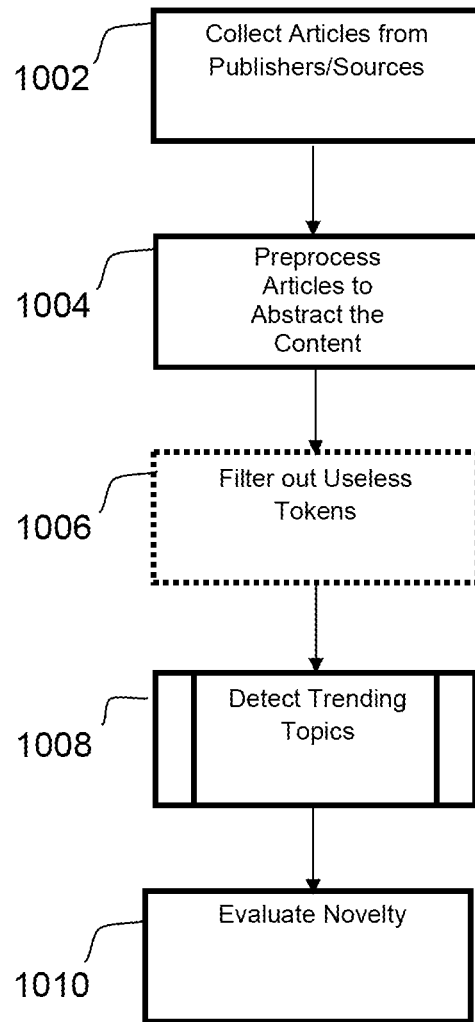 1002
Collect Articles from
Publishers/Sources
1004
Preprocess
Articles to
Abstract the
Content
1006
Filter out Useless
Tokens
1008
Detect Trending
Topics
1010
Evaluate Novelty